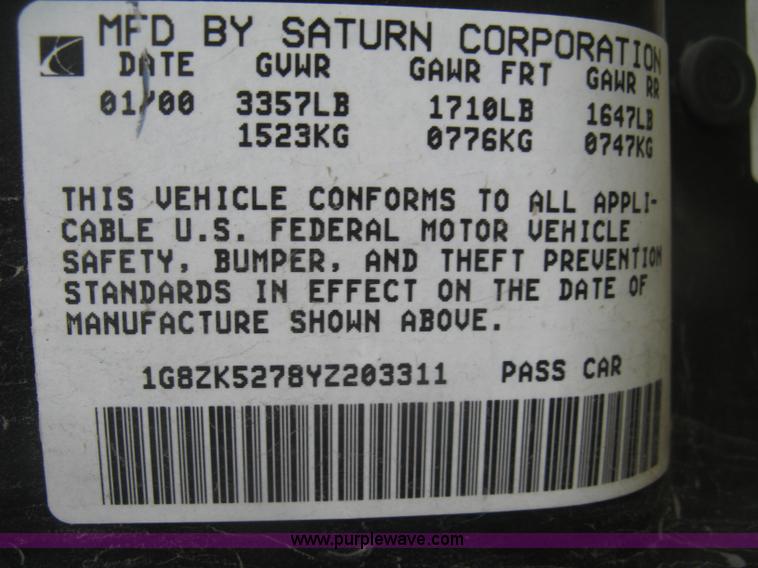 MFD BY SATURN CORPORATION
DATE GVWR GAWR FRT GAWR RR
01/00 3357LB 1710LB 1647LB
1523KG 0776KG 0747KG
THIS VEHICLE CONFORMS TO ALL APPLI-
CABLE U.S. FEDERAL MOTOR VEHICLE
SAFETY, BUMPER, AND THEFT PREVENTION
STANDARDS IN EFFECT ON THE DATE OF
MANUFACTURE SHOWN ABOVE.
1G8ZK5278YZ203311 PASS CAR
www.purplewave.com